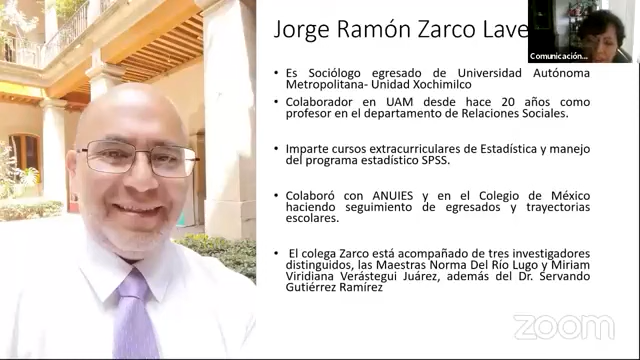 Jorge Ramón Zarco Lave
Comunicación...
• Es Sociólogo egresado de Universidad Autónoma
Metropolitana- Unidad Xochimilco
• Colaborador en UAM desde hace 20 años como
profesor en el departamento de Relaciones Sociales.
• Imparte cursos extracurriculares de Estadística y manejo
del programa estadístico SPSS.
• Colaboró con ANUIES y en el Colegio de México
haciendo seguimiento de egresados y trayectorias
escolares.
• El colega Zarco está acompañado de tres investigadores
distinguidos, las Maestras Norma Del Río Lugo y Miriam
Viridiana Verástegui Juárez, además del Dr. Servando
Gutiérrez Ramírez
zoom